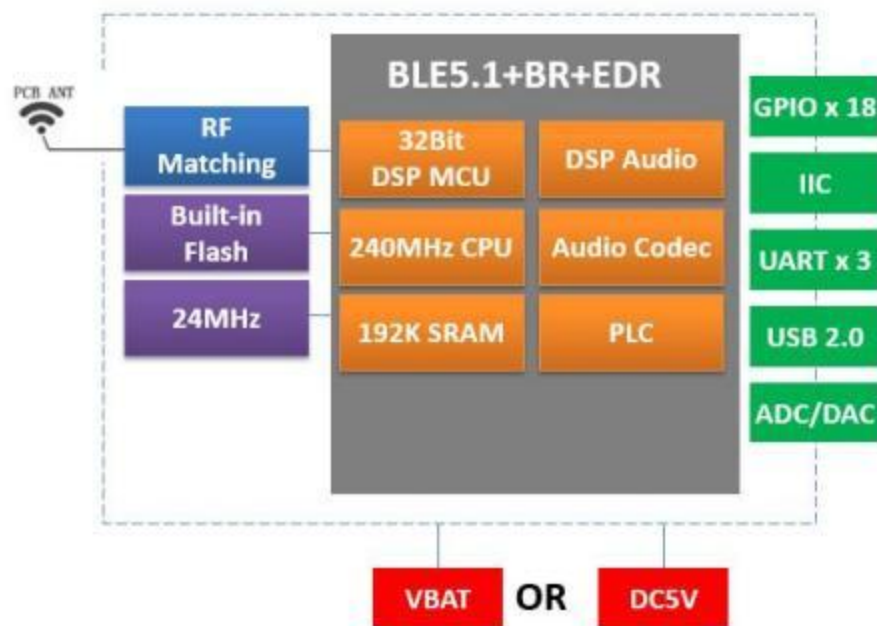 BLE5.1+BR+EDR
PCB ANT
RF
Matching
Built-in
Flash
24MHz
32Bit
DSP MCU
DSP Audio
240MHz CPU
Audio Codec
192K SRAM
PLC
GPIO x 18
IIC
UART x 3
USB 2.0
ADC/DAC
VBAT OR DC5V